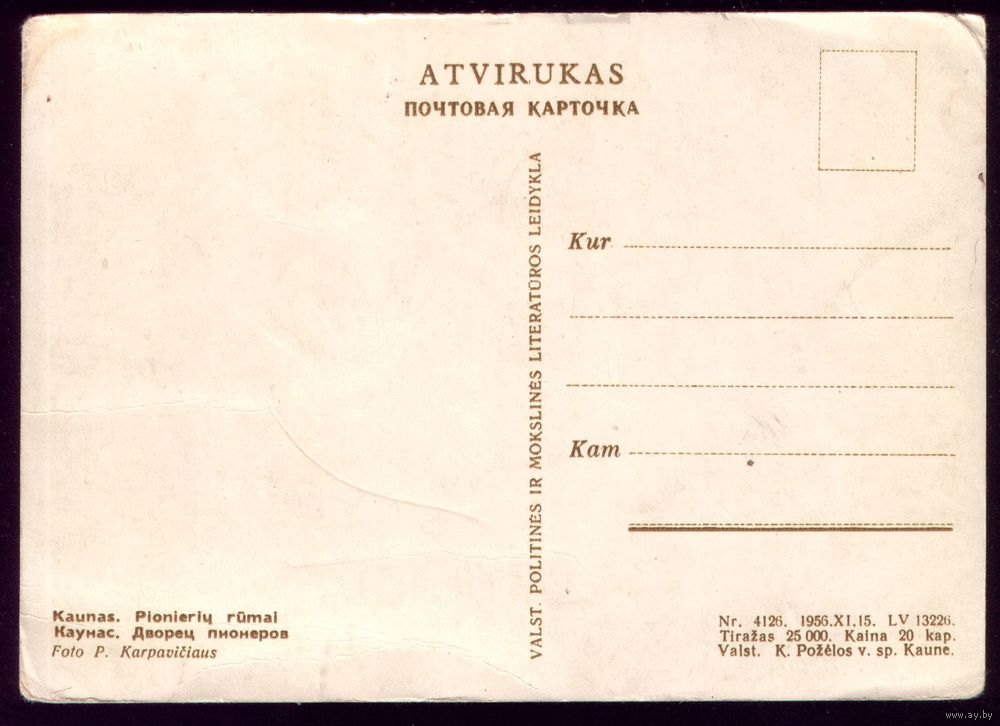 ATVIRUKAS
ПОЧТОВАЯ КАРТОЧКА
VALST. POLITINĖS IR MOKSLINĖS LITERATŪROS LEIDYKLA
Kur
Kam
Kaunas. Pionierių rūmai
Каунас. Дворец пионеров
Foto P. Karpavičiaus
Nr. 4126. 1956.XI.15. LV 13226.
Tiražas 25 000. Kaina 20 kap.
Valst. K. Požėlos v. sp. Kaune.
www.ay.by